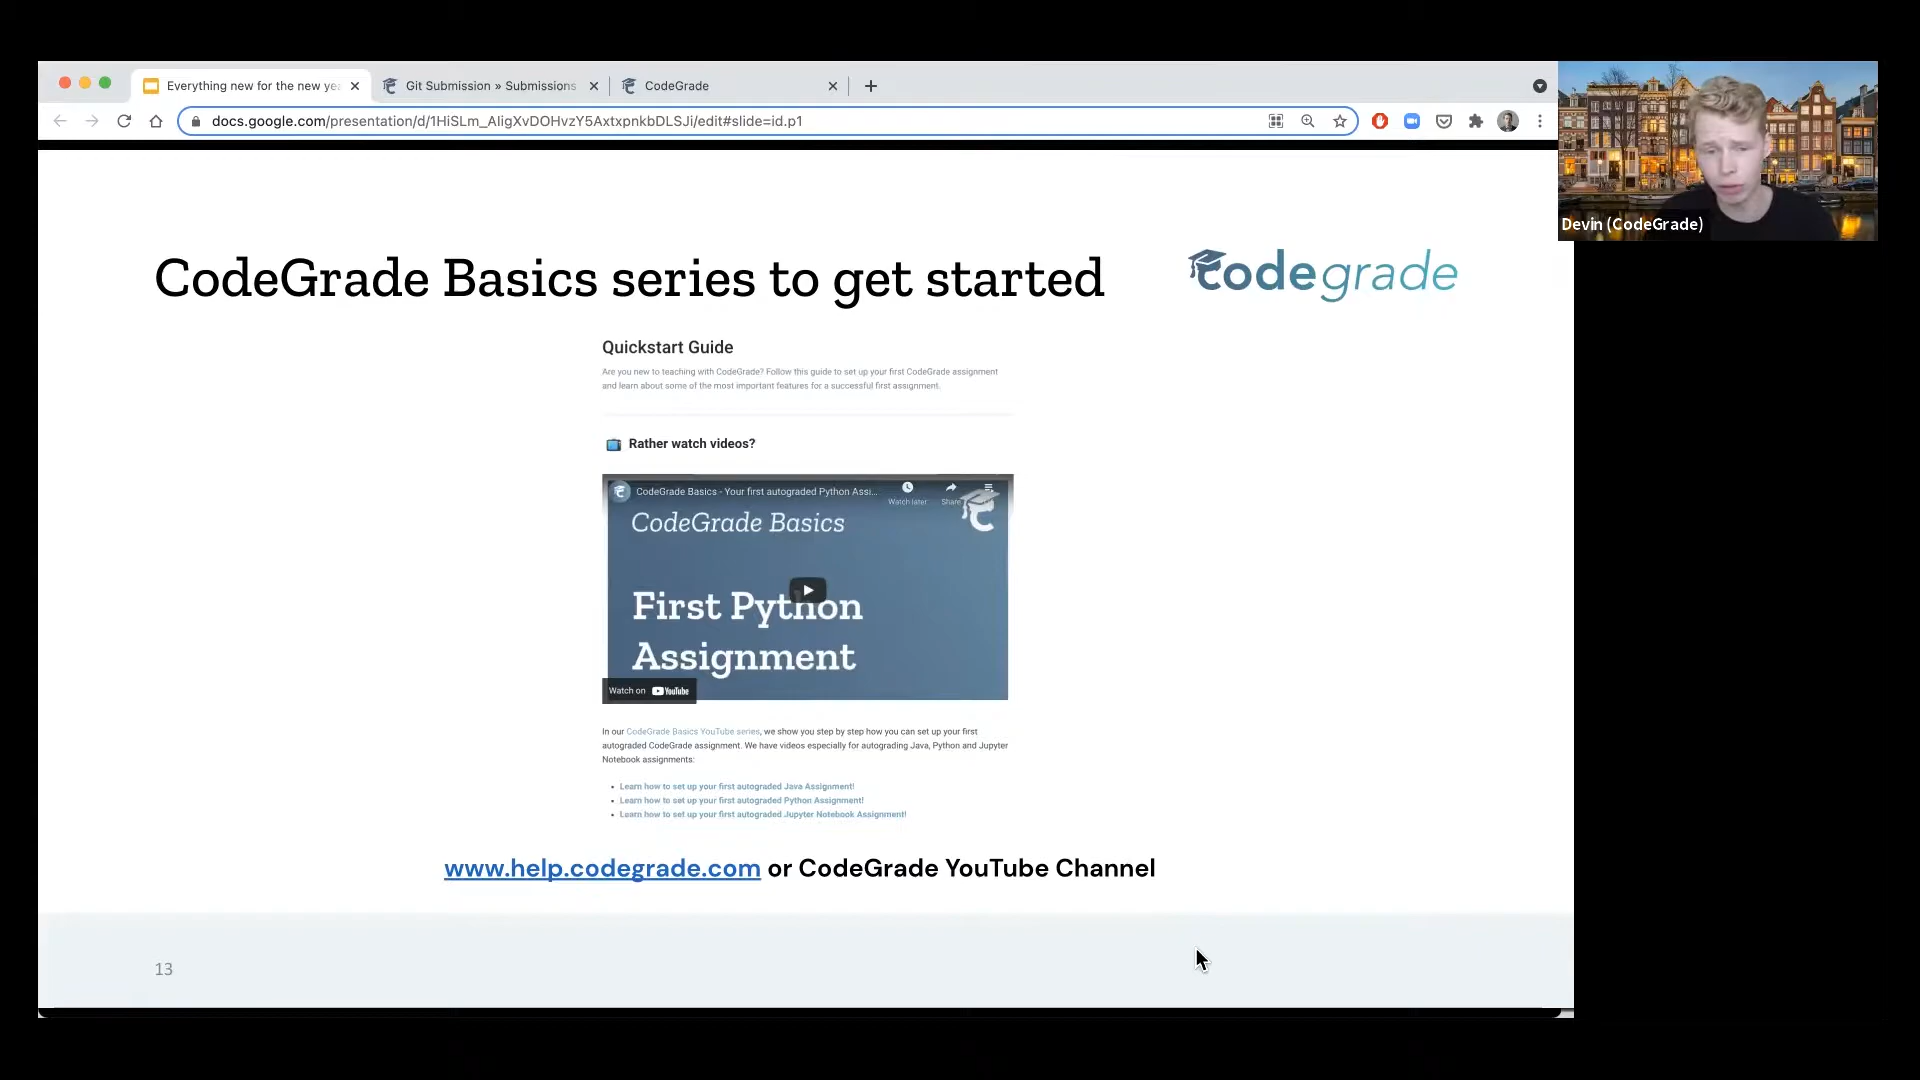 Everything new for the new yea
Git Submission » Submissions
CodeGrade
docs.google.com/presentation/d/1HiSLm_AIigXvDOHvzY5AxtxpnkbDLSJi/edit#slide=id.p1
Devin (CodeGrade)
CodeGrade Basics series to get started
codegrade
Quickstart Guide
Are you new to teaching with CodeGrade? Follow this guide to set up your first CodeGrade assignment
and learn about some of the most important features for a successful first assignment.
Rather watch videos?
CodeGrade Basics - Your first autograded Python Assi...
Watch later
Share
CodeGrade Basics
First Python
Assignment
Watch on YouTube
In our CodeGrade Basics YouTube series, we show you step by step how you can set up your first
autograded CodeGrade assignment. We have videos especially for autograding Java, Python and Jupyter
Notebook assignments:
• Learn how to set up your first autograded Java Assignment!
• Learn how to set up your first autograded Python Assignment!
• Learn how to set up your first autograded Jupyter Notebook Assignment!
www.help.codegrade.com or CodeGrade YouTube Channel
13